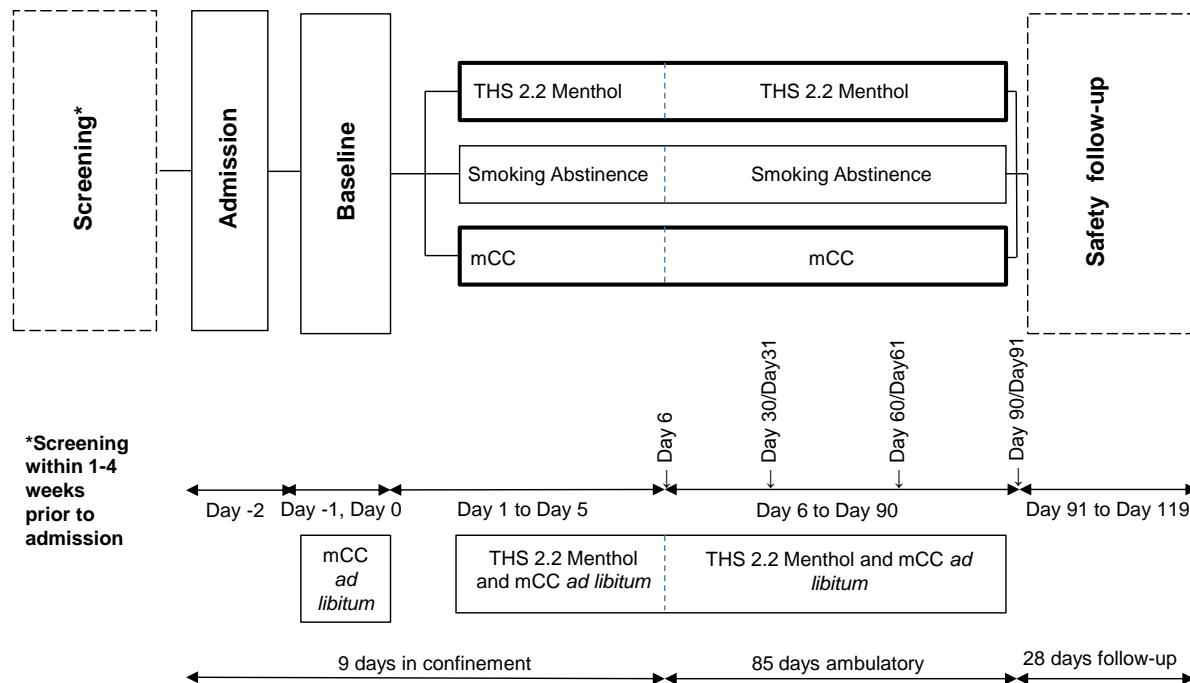 Screening*
Admission
Baseline
THS 2.2 Menthol
THS 2.2 Menthol
Smoking Abstinence
Smoking Abstinence
mCC
mCC
Safety follow-up
*Screening
within 1-4
weeks
prior to
admission
Day 6
Day 30/Day31
Day 60/Day61
Day 90/Day91
Day -2
Day -1, Day 0
Day 1 to Day 5
Day 6 to Day 90
Day 91 to Day 119
mCC
ad
libitum
THS 2.2 Menthol
and mCC ad libitum
THS 2.2 Menthol and mCC ad
libitum
9 days in confinement
85 days ambulatory
28 days follow-up